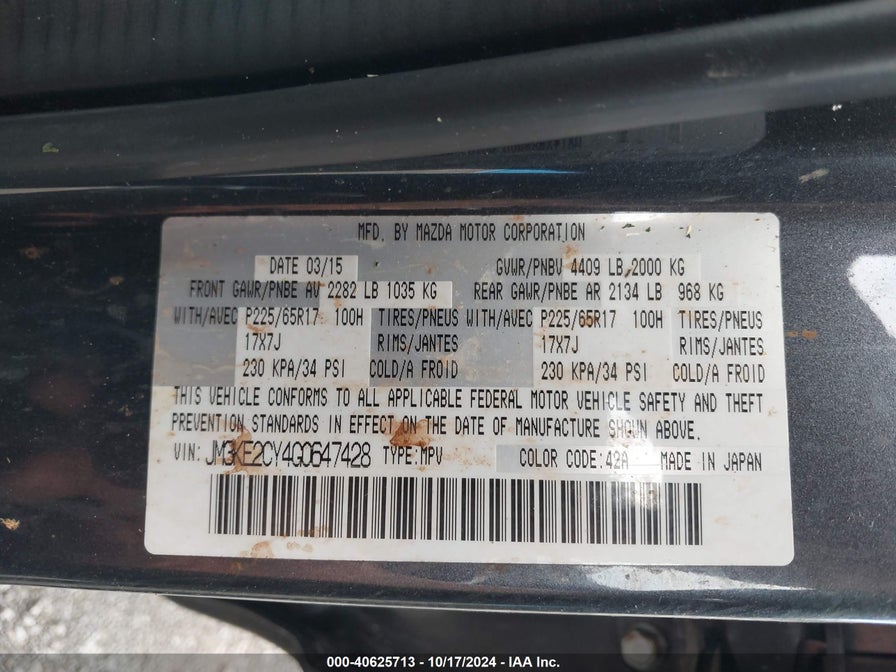 MFD. BY MAZDA MOTOR CORPORATION
DATE 03/15 GVWR/PNBV 4409 LB 2000 KG
FRONT GAWR/PNBE AV 2282 LB 1035 KG REAR GAWR/PNBE AR 2134 LB 968 KG
WITH/AVEC P225/65R17 100H TIRES/PNEUS WITH/AVEC P225/65R17 100H TIRES/PNEUS
17X7J RIMS/JANTES 17X7J RIMS/JANTES
230 KPA/34 PSI COLD/A FROID 230 KPA/34 PSI COLD/A FROID
THIS VEHICLE CONFORMS TO ALL APPLICABLE FEDERAL MOTOR VEHICLE SAFETY AND THEFT
PREVENTION STANDARDS IN EFFECT ON THE DATE OF MANUFACTURE SHOWN ABOVE.
VIN: JM3KE2CY4G0647428 TYPE:MPV COLOR CODE:42A MADE IN JAPAN
000-40625713 - 10/17/2024 - IAA Inc.